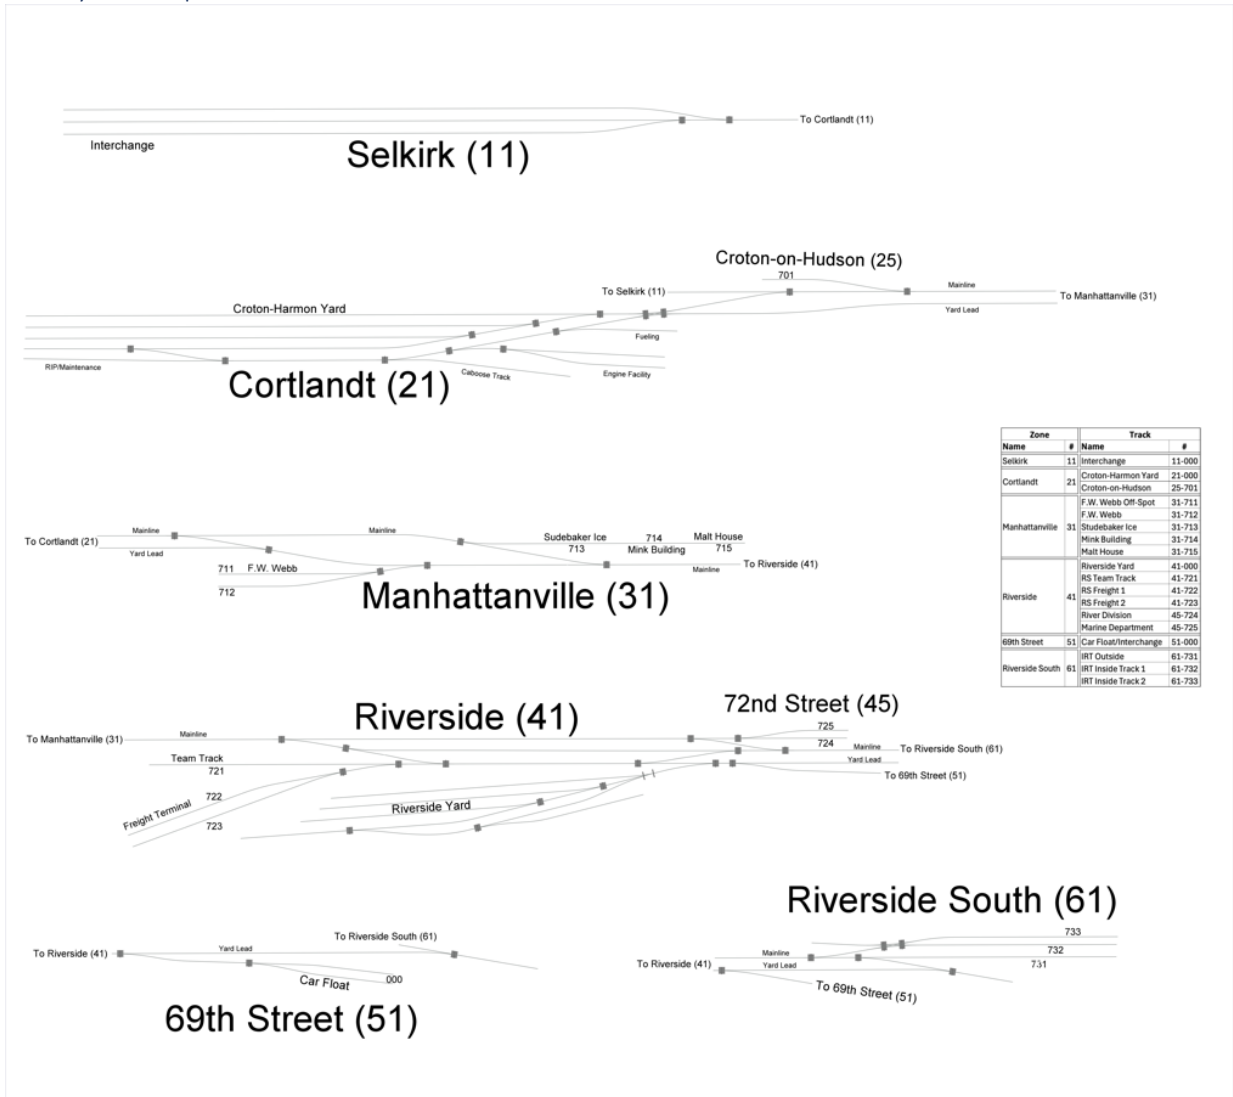 Interchange
To Cortlandt (11)
Selkirk (11)
Croton-on-Hudson (25)
701
To Selkirk (11)
Mainline
To Manhattanville (31)
Croton-Harmon Yard
Yard Lead
Fueling
RIP/Maintenance
Caboose Track
Engine Facility
Cortlandt (21)
Zone Track
Name # Name #
Selkirk 11 Interchange 11-000
Cortlandt 21 Croton-Harmon Yard 21-000
Croton-on-Hudson 25-701
Manhattanville 31 F.W. Webb Off-Spot 31-711
F.W. Webb 31-712
Studebaker Ice 31-713
Mink Building 31-714
Malt House 31-715
Riverside 41 Riverside Yard 41-000
RS Team Track 41-721
RS Freight 1 41-722
RS Freight 2 41-723
River Division 45-724
Marine Department 45-725
69th Street 51 Car Float/Interchange 51-000
Riverside South 61 IRT Outside 61-731
IRT Inside Track 1 61-732
IRT Inside Track 2 61-733
Mainline
Mainline
To Cortlandt (21)
Yard Lead
Sudebaker Ice
713
714
Mink Building
Malt House
715
711 F.W. Webb
712
Mainline
To Riverside (41)
Manhattanville (31)
Riverside (41)
72nd Street (45)
725
Mainline
To Manhattanville (31)
724
Mainline
To Riverside South (61)
Team Track
721
Yard Lead
To 69th Street (51)
722
Freight Terminal
723
Riverside Yard
Riverside South (61)
To Riverside South (61)
Yard Lead
To Riverside (41)
000
Car Float
69th Street (51)
733
732
731
Mainline
To Riverside (41)
Yard Lead
To 69th Street (51)